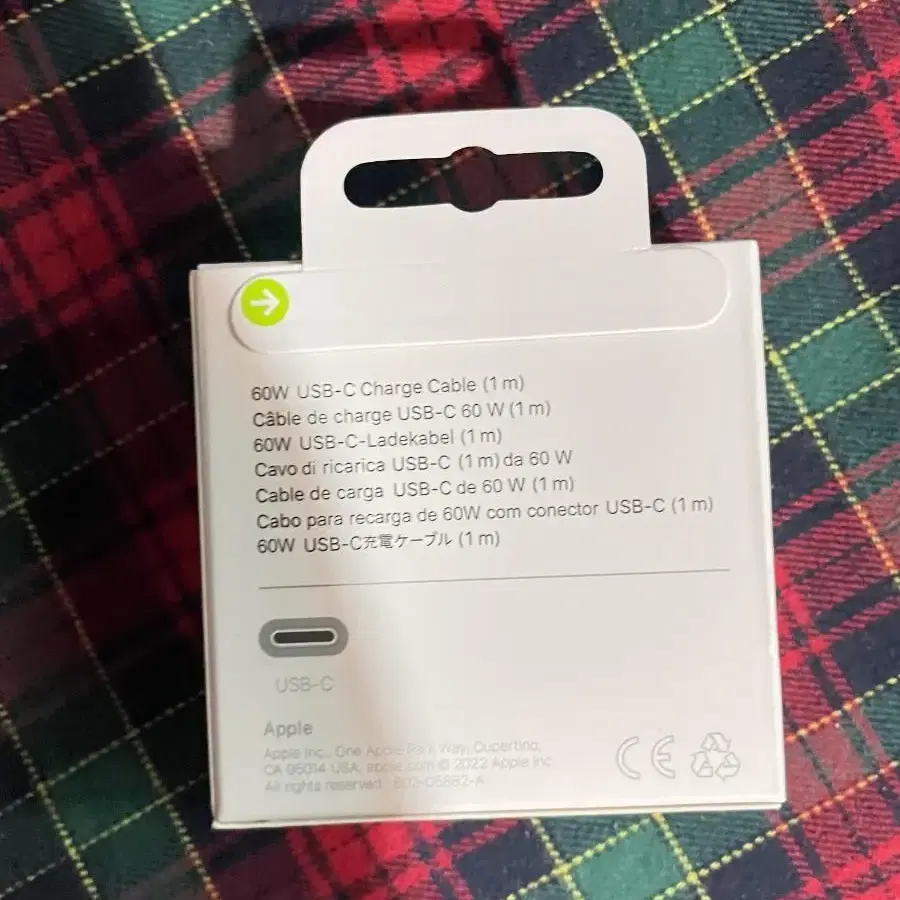 60W USB-C Charge Cable (1 m)
Câble de charge USB-C 60 W (1 m)
60W USB-C-Ladekabel (1 m)
Cavo di ricarica USB-C (1 m) da 60 W
Cable de carga USB-C de 60 W (1 m)
Cabo para recarga de 60W com conector USB-C (1 m)
60W USB-C充電ケーブル (1 m)
USB-C
Apple
Apple Inc., One Apple Park Way, Cupertino,
CA 95014 USA. apple.com © 2022 Apple Inc.
All rights reserved.
CE